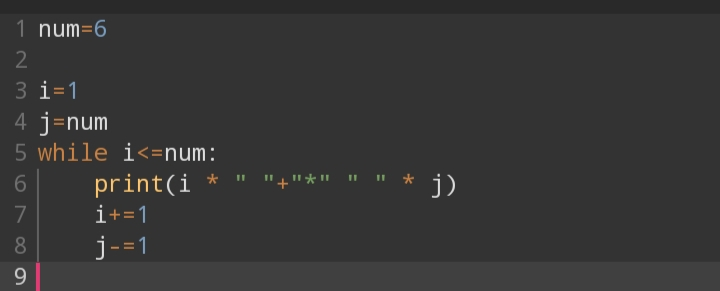 1 num=6
2
3 i=1
4 j=num
5 while i<=num:
6     print(i * " "+"*" " " * j)
7     i+=1
8     j-=1
9